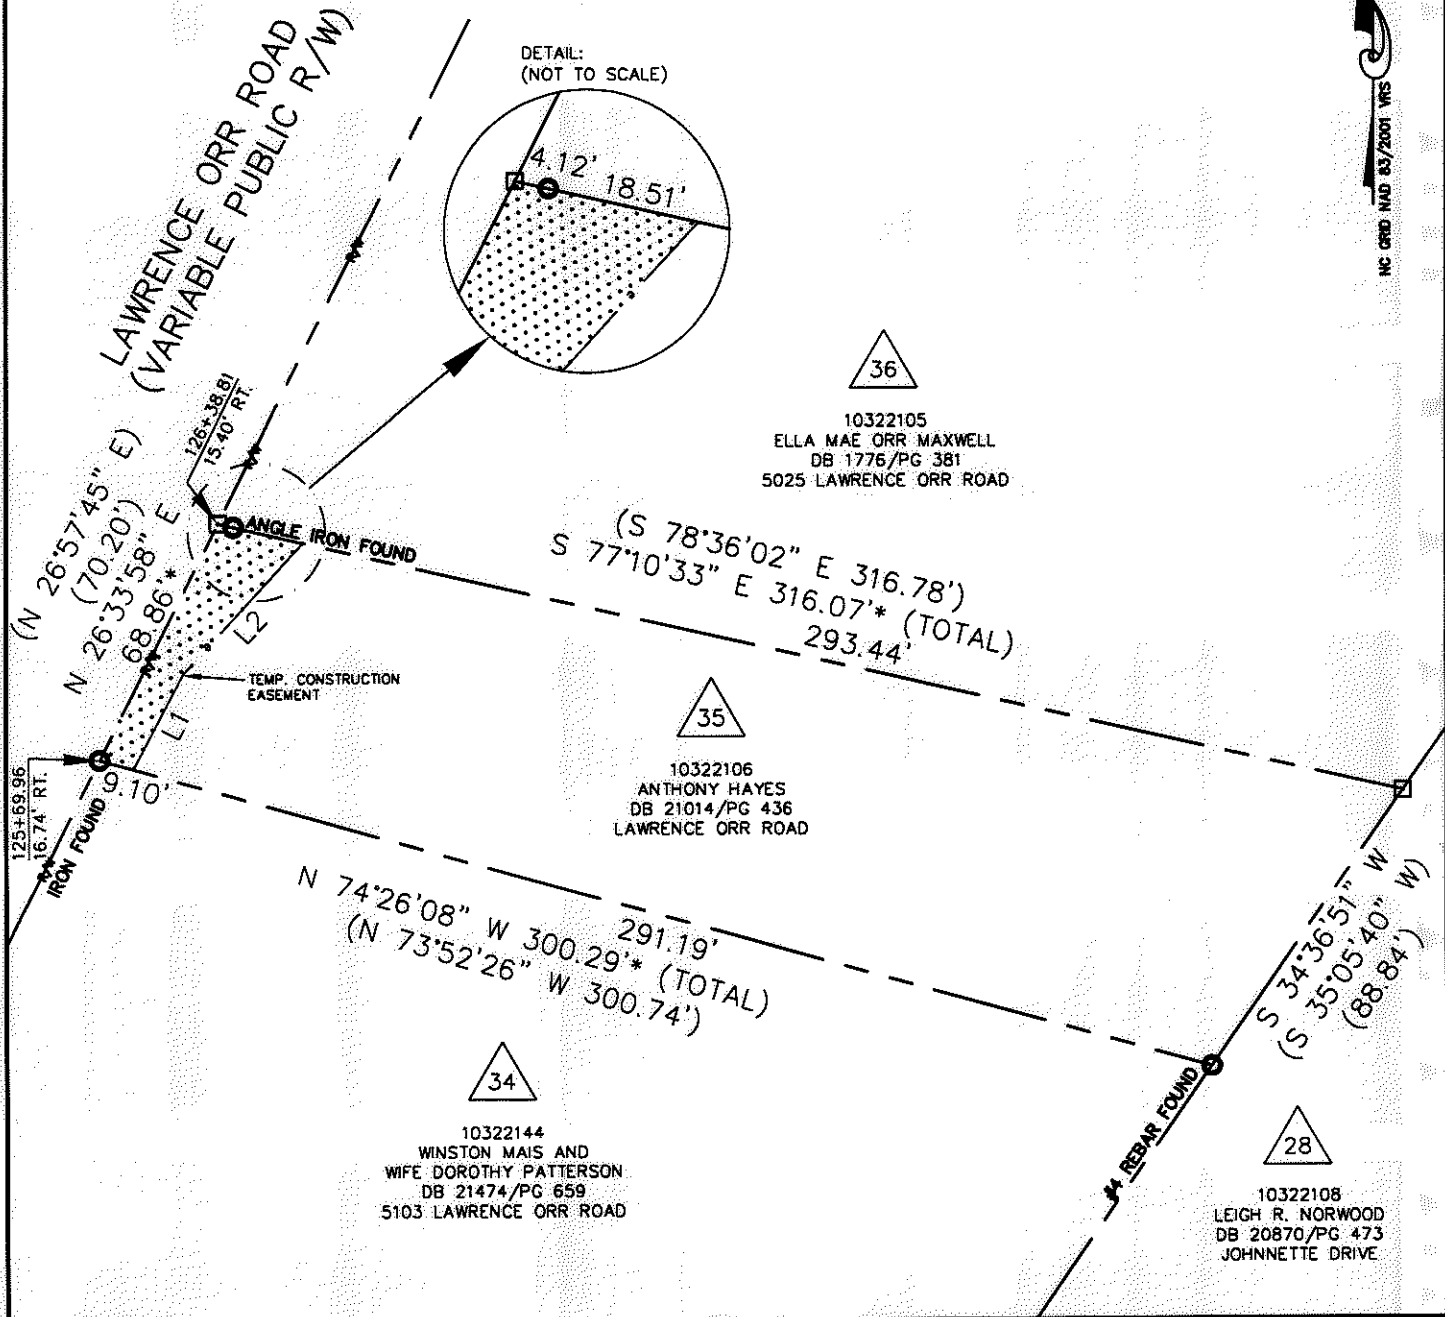 LAWRENCE ORR ROAD
(VARIABLE PUBLIC R/W)
DETAIL:
(NOT TO SCALE)
4.12'
18.51'
NC GRID NAD 83/2001 VRS
126+38.81
15.40' RT.
(N 26°57'45" E)
(70.20')
N 26°33'58" E
68.86'*
R/W
R/W
R/W
R/W
ANGLE IRON FOUND
L2
L1
TEMP. CONSTRUCTION
EASEMENT
36
10322105
ELLA MAE ORR MAXWELL
DB 1776/PG 381
5025 LAWRENCE ORR ROAD
(S 78°36'02" E 316.78')
S 77°10'33" E 316.07'* (TOTAL)
293.44'
35
10322106
ANTHONY HAYES
DB 21014/PG 436
LAWRENCE ORR ROAD
125+69.96
16.74' RT.
IRON FOUND
9.10'
291.19'
N 74°26'08" W 300.29'* (TOTAL)
(N 73°52'26" W 300.74')
S 34°36'51" W
(S 35°05'40" W)
(88.84')
#4 REBAR FOUND
34
10322144
WINSTON MAIS AND
WIFE DOROTHY PATTERSON
DB 21474/PG 659
5103 LAWRENCE ORR ROAD
28
10322108
LEIGH R. NORWOOD
DB 20870/PG 473
JOHNNETTE DRIVE